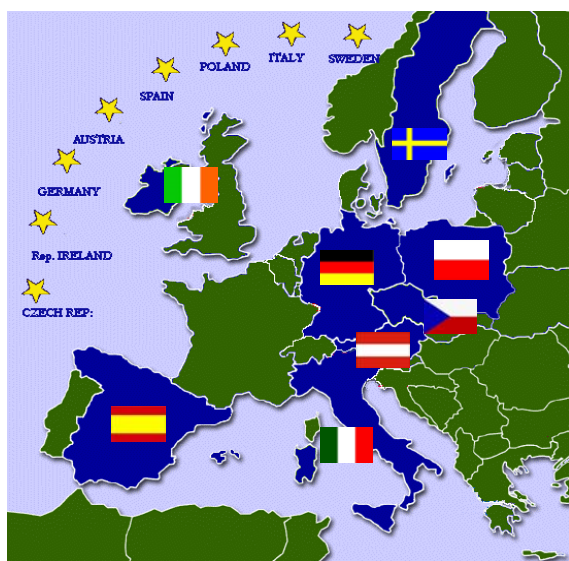 SWEDEN
ITALY
POLAND
SPAIN
AUSTRIA
GERMANY
Rep. IRELAND
CZECH REP: